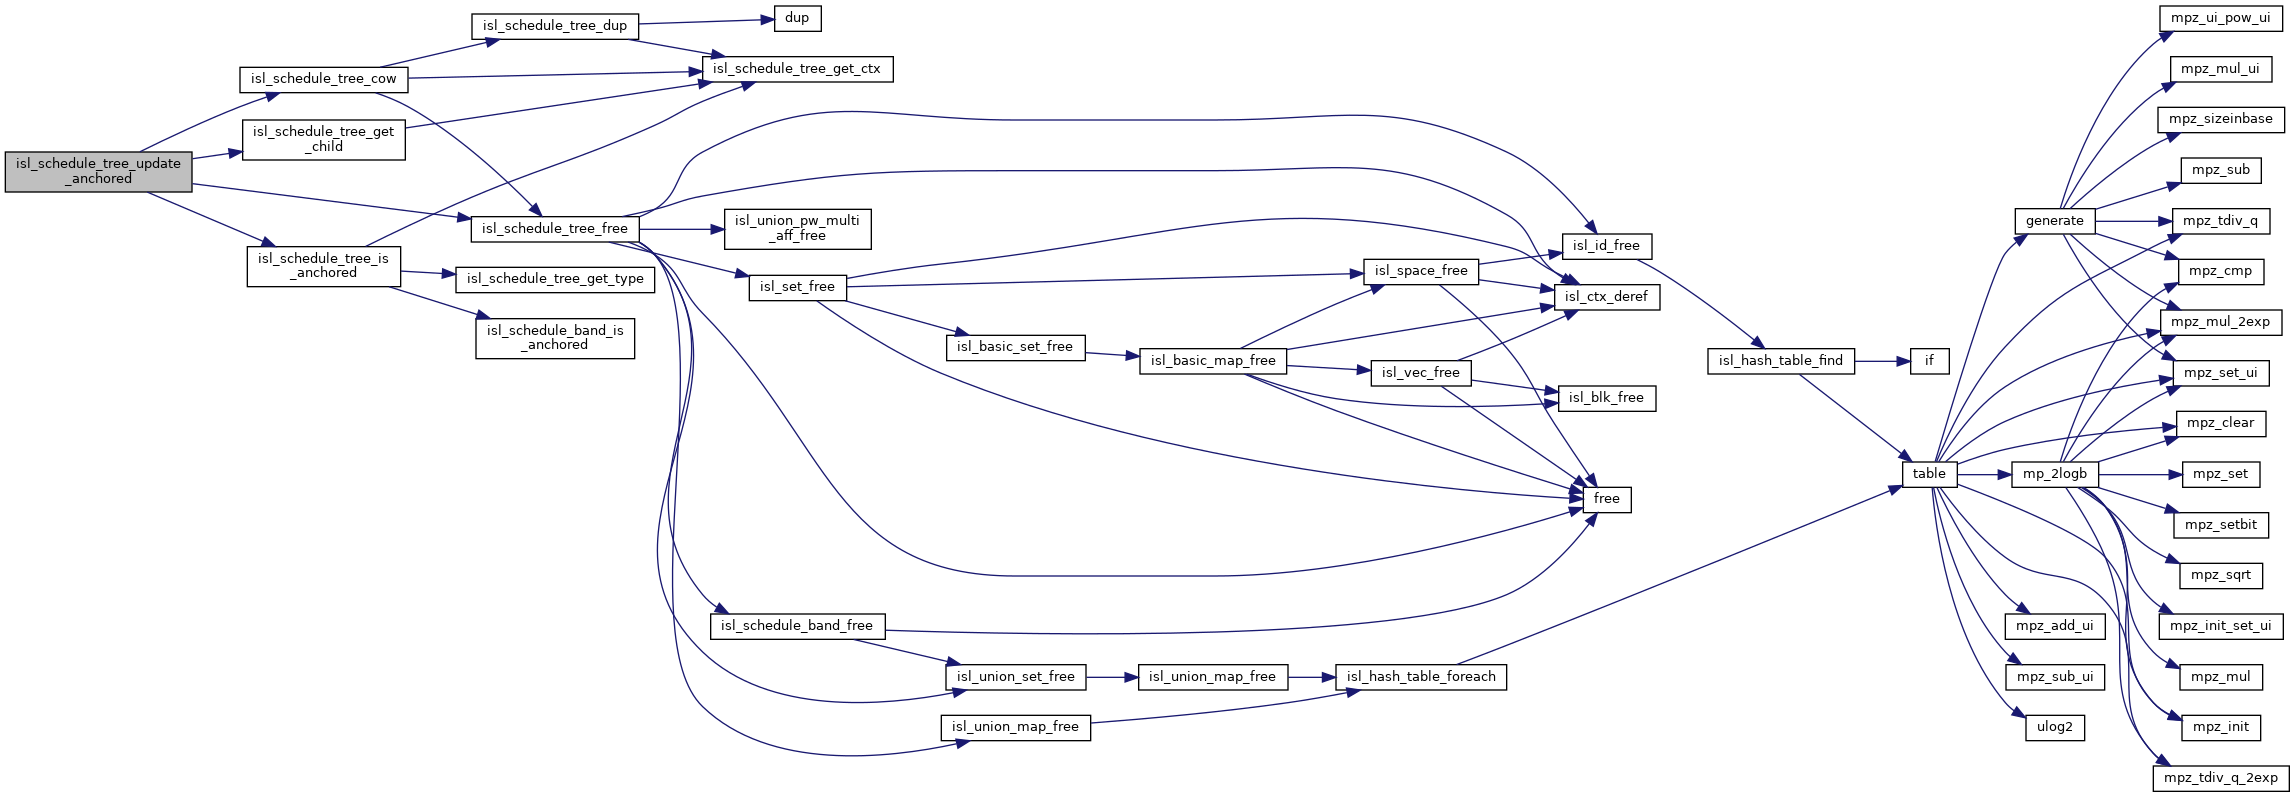 isl_schedule_tree_update
_anchored
isl_schedule_tree_cow
isl_schedule_tree_get
_child
isl_schedule_tree_is
_anchored
isl_schedule_tree_dup
isl_schedule_tree_free
isl_schedule_tree_get_type
isl_schedule_band_is
_anchored
dup
isl_schedule_tree_get_ctx
isl_union_pw_multi
_aff_free
isl_set_free
isl_schedule_band_free
isl_basic_set_free
isl_union_set_free
isl_union_map_free
isl_basic_map_free
isl_union_map_free
isl_space_free
isl_vec_free
isl_hash_table_foreach
isl_id_free
isl_ctx_deref
isl_blk_free
free
isl_hash_table_find
if
table
generate
mp_2logb
mpz_add_ui
mpz_sub_ui
ulog2
mpz_ui_pow_ui
mpz_mul_ui
mpz_sizeinbase
mpz_sub
mpz_tdiv_q
mpz_cmp
mpz_mul_2exp
mpz_set_ui
mpz_clear
mpz_set
mpz_setbit
mpz_sqrt
mpz_init_set_ui
mpz_mul
mpz_init
mpz_tdiv_q_2exp